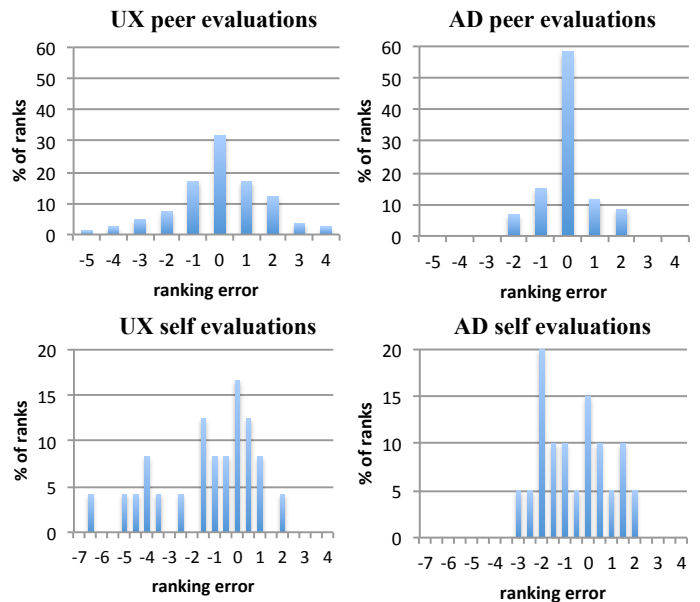 UX peer evaluations
60
50
40
30
20
10
0
% of ranks
-5 -4 -3 -2 -1 0 1 2 3 4
ranking error
AD peer evaluations
60
50
40
30
20
10
0
% of ranks
-5 -4 -3 -2 -1 0 1 2 3 4
ranking error
UX self evaluations
20
15
10
5
0
% of ranks
-7 -6 -5 -4 -3 -2 -1 0 1 2 3 4
ranking error
AD self evaluations
20
15
10
5
0
% of ranks
-7 -6 -5 -4 -3 -2 -1 0 1 2 3 4
ranking error